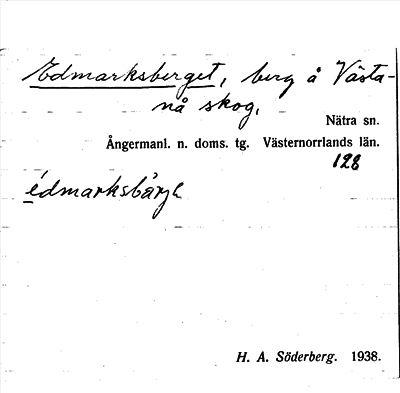 Edmarksberget, berg å Västa-
nå skog,
Nätra sn.
Ångermanl. n. doms. tg. Västernorrlands län.
128
édmarksbärje
H. A. Söderberg. 1938.